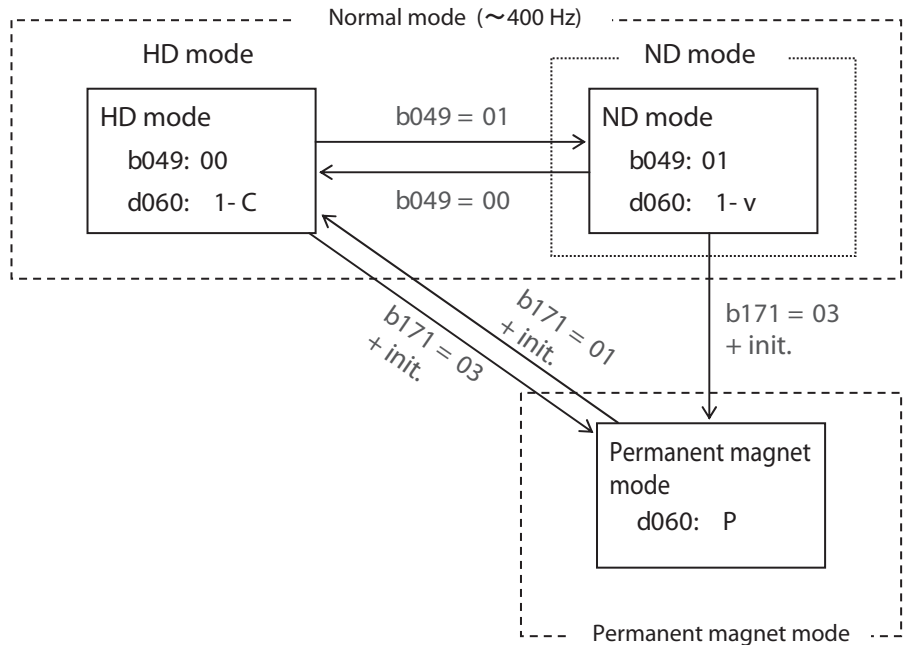 Normal mode (～400 Hz)
HD mode
ND mode
HD mode
b049: 00
d060: 1- C
b049 = 01
b049 = 00
ND mode
b049: 01
d060: 1- v
b171 = 01
+ init.
b171 = 03
+ init.
b171 = 03
+ init.
Permanent magnet
mode
d060: P
Permanent magnet mode